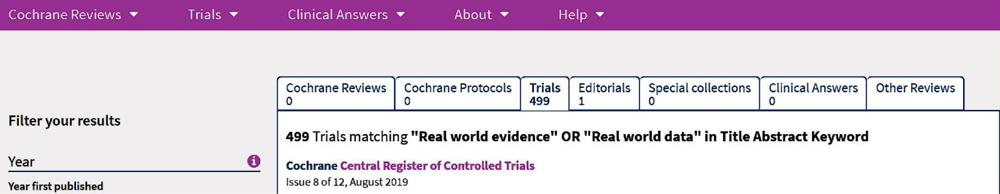 Cochrane Reviews Trials Clinical Answers About Help
Cochrane Reviews Cochrane Protocols Trials Editorials Special collections Clinical Answers Other Reviews
0 0 499 1 0 0
Filter your results
499 Trials matching "Real world evidence" OR "Real world data" in Title Abstract Keyword
Year
Cochrane Central Register of Controlled Trials
Issue 8 of 12, August 2019
Year first published